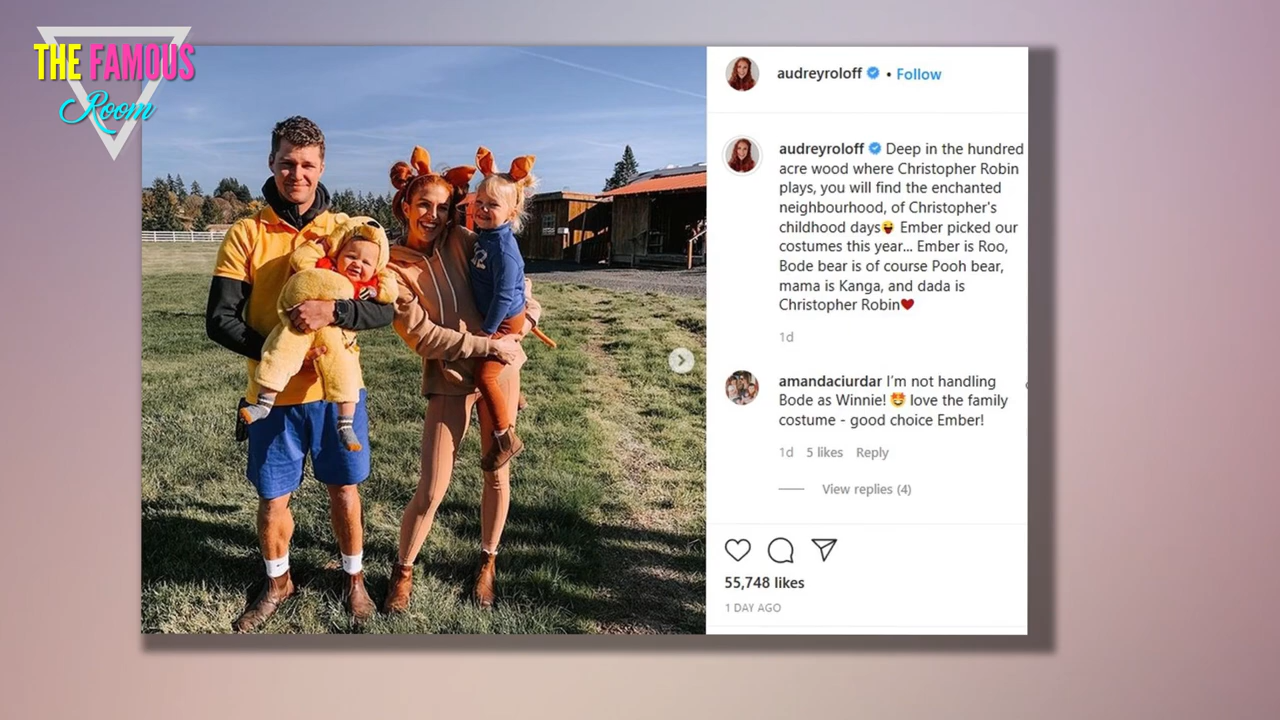 THE FAMOUS
Room
audreyroloff • Follow
audreyroloff Deep in the hundred
acre wood where Christopher Robin
plays, you will find the enchanted
neighbourhood, of Christopher's
childhood days😜 Ember picked our
costumes this year... Ember is Roo,
Bode bear is of course Pooh bear,
mama is Kanga, and dada is
Christopher Robin❤️
1d
amandaciurdar I'm not handling
Bode as Winnie! 🤩 love the family
costume - good choice Ember!
1d 5 likes Reply
View replies (4)
55,748 likes
1 DAY AGO